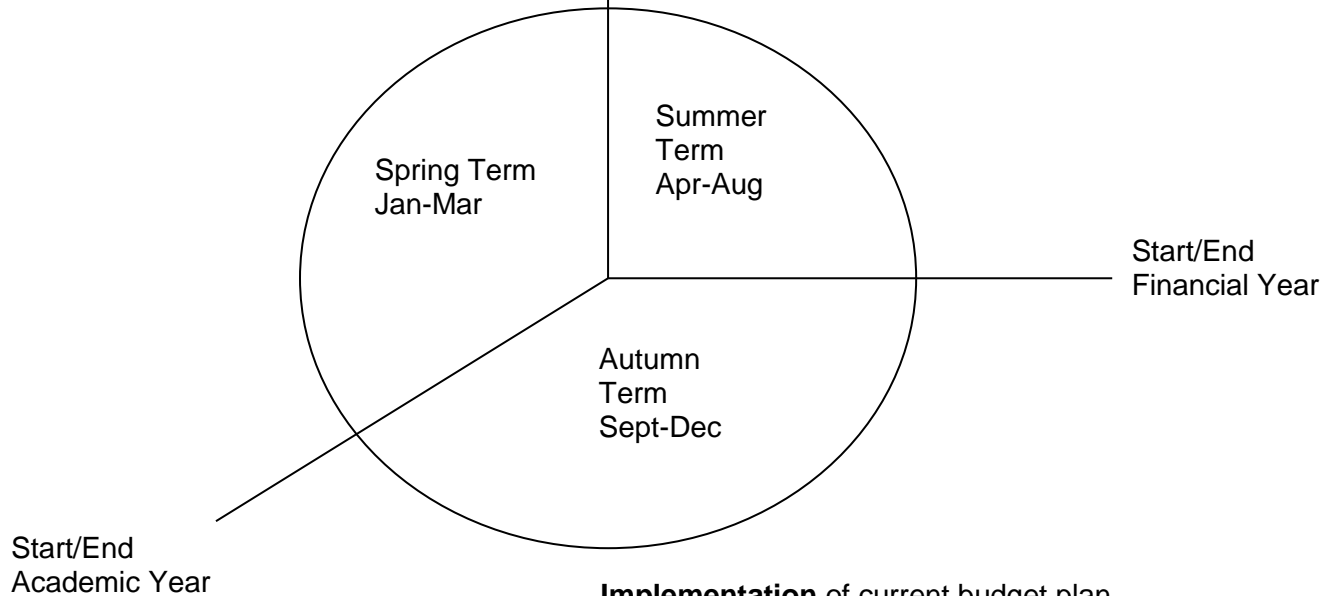 Summer
Term
Apr-Aug
Spring Term
Jan-Mar
Start/End
Financial Year
Autumn
Term
Sept-Dec
Start/End
Academic Year
Implementation of current budget plan